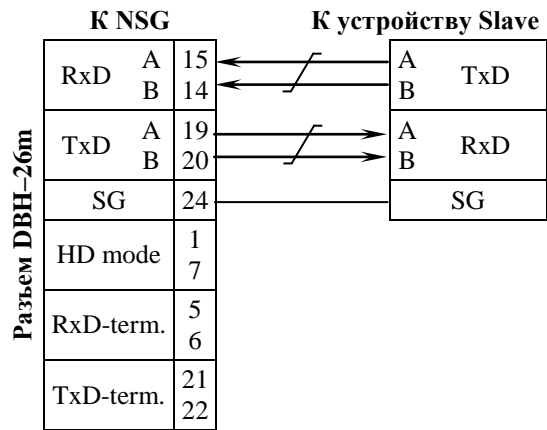 К NSG
К устройству Slave
Разъем DBH–26m
RxD A 15 A TxD
B 14 B
TxD A 19 A RxD
B 20 B
SG 24 SG
HD mode 1
7
RxD-term. 5
6
TxD-term. 21
22